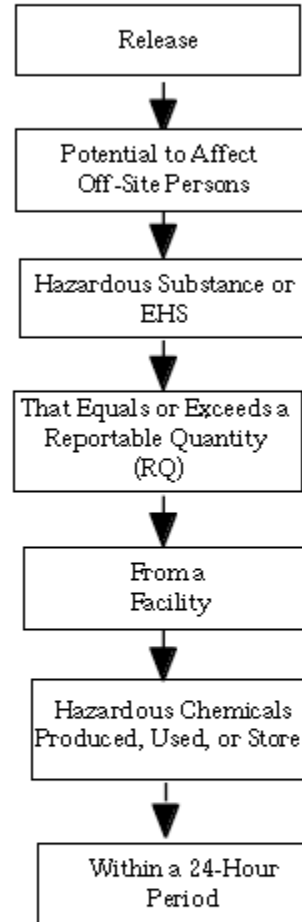 Release
Potential to Affect
Off-Site Persons
Hazardous Substance or
EHS
That Equals or Exceeds a
Reportable Quantity
(RQ)
From a
Facility
Hazardous Chemicals
Produced, Used, or Store
Within a 24-Hour
Period